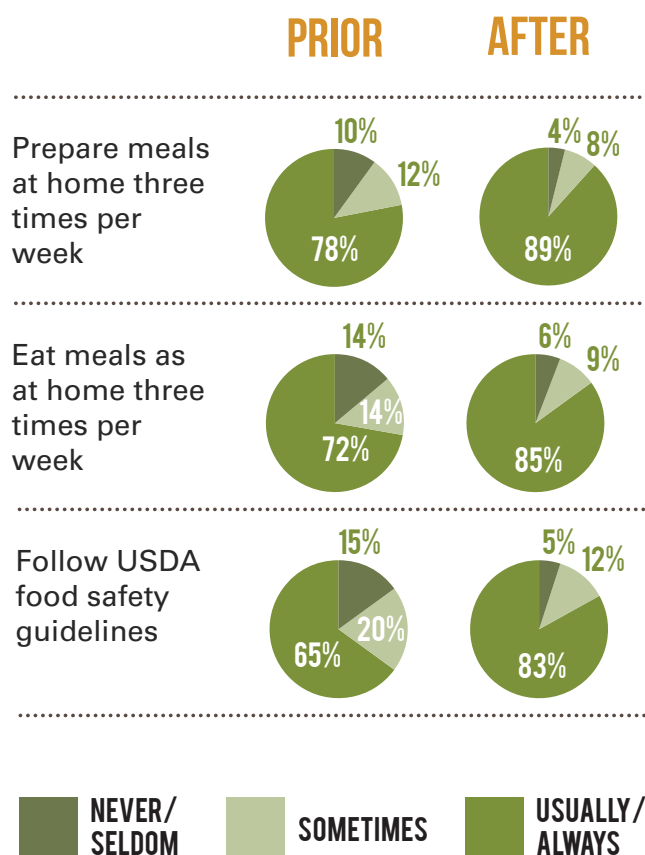 PRIOR
AFTER
Prepare meals
at home three
times per
week
10%
12%
78%
4%
8%
89%
Eat meals as
at home three
times per
week
14%
14%
72%
6%
9%
85%
Follow USDA
food safety
guidelines
15%
20%
65%
5%
12%
83%
NEVER/
SELDOM
SOMETIMES
USUALLY/
ALWAYS